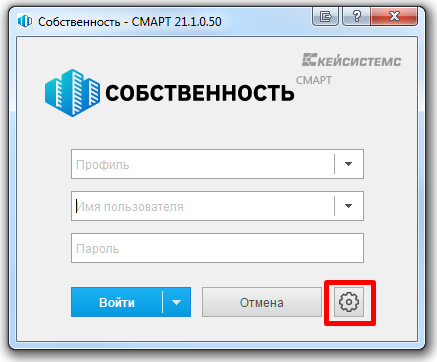 Собственность - СМАРТ 21.1.0.50
КЕЙСИСТЕМС
СМАРТ
СОБСТВЕННОСТЬ
Профиль
Имя пользователя
Пароль
Войти
Отмена